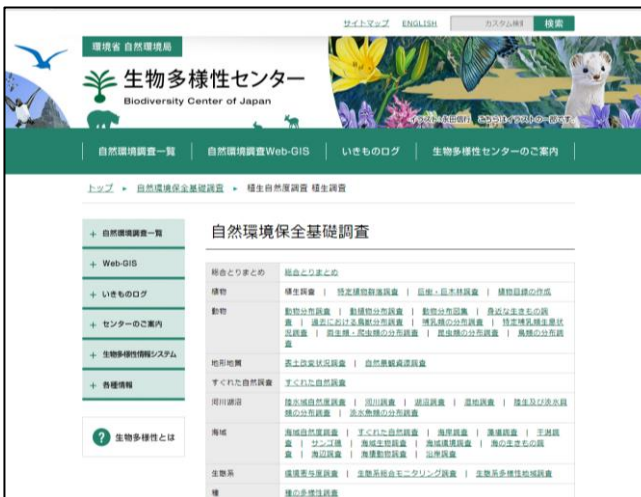 サイトマップ ENGLISH カスタム検索 検索
環境省 自然環境局
生物多様性センター
Biodiversity Center of Japan
自然環境調査一覧 自然環境調査Web-GIS いきものログ 生物多様性センターのご案内
トップ ▸ 自然環境保全基礎調査 ▸ 植生自然度調査 植生調査
+ 自然環境調査一覧
+ Web-GIS
+ いきものログ
+ センターのご案内
+ 生物多様性情報システム
+ 各種情報
? 生物多様性とは
自然環境保全基礎調査
総合とりまとめ 総合とりまとめ
植物 植生調査 | 特定植物群落調査 | 巨樹・巨木林調査 | 植物目録の作成
動物 動物分布調査 | 動植物分布調査 | 動物分布図集 | 身近な生きもの調
査 | 過去における鳥獣分布調査 | 哺乳類の分布調査 | 特定哺乳類生息状
況調査 | 両生類・爬虫類の分布調査 | 昆虫類の分布調査 | 鳥類の分布調
査
地形地質 表土改変状況調査 | 自然景観資源調査
すぐれた自然調査 すぐれた自然調査
河川湖沼 陸水域自然度調査 | 河川調査 | 湖沼調査 | 湿地調査 | 陸生及び淡水貝
類の分布調査 | 淡水魚類の分布調査
海域 海域自然度調査 | すぐれた自然調査 | 海岸調査 | 藻場調査 | 干潟調
査 | サンゴ礁 | 海域生物調査 | 海域環境調査 | 海の生きもの調
査 | 海辺調査 | 海棲動物調査 | 沿岸調査
生態系 環境寄与度調査 | 生態系総合モニタリング調査 | 生態系多様性地域調査
種 種の多様性調査